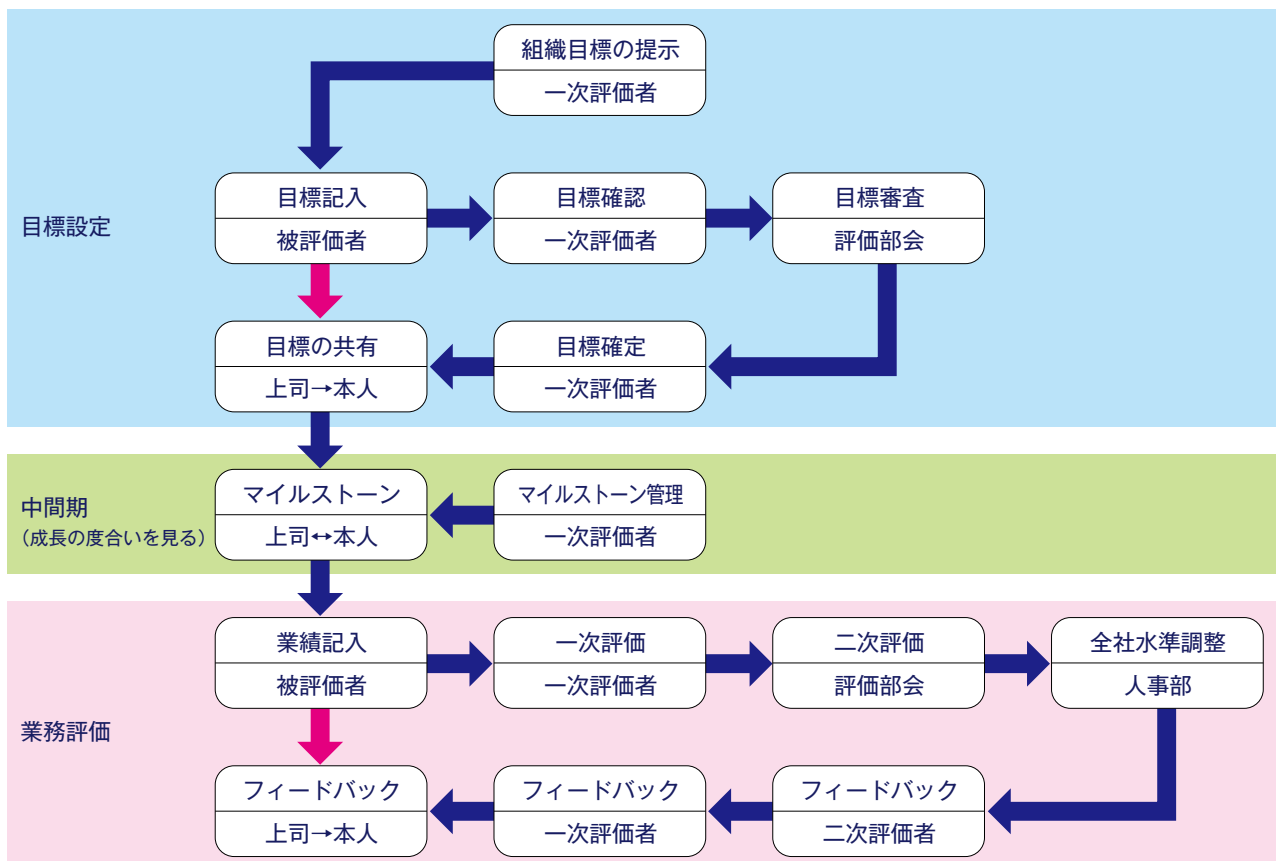 組織目標の提示
一次評価者
目標設定
目標記入
被評価者
目標確認
一次評価者
目標審査
評価部会
目標の共有
上司→本人
目標確定
一次評価者
中間期
(成長の度合いを見る)
マイルストーン
上司↔本人
マイルストーン管理
一次評価者
業務評価
業績記入
被評価者
一次評価
一次評価者
二次評価
評価部会
全社水準調整
人事部
フィードバック
上司→本人
フィードバック
一次評価者
フィードバック
二次評価者